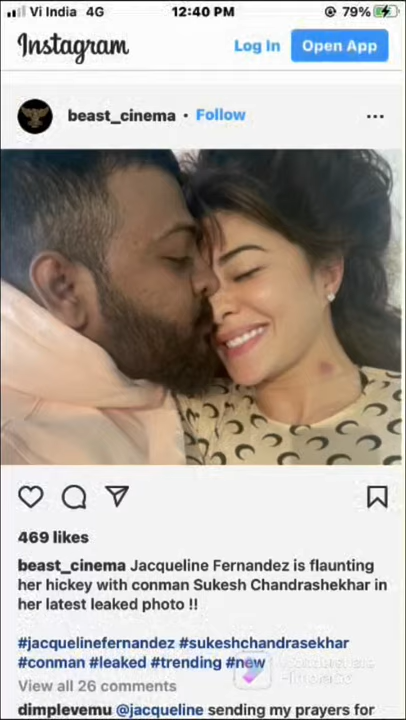 Vi India 4G 12:40 PM 79%
Instagram Log In Open App
beast_cinema • Follow
469 likes
beast_cinema Jacqueline Fernandez is flaunting
her hickey with conman Sukesh Chandrashekhar in
her latest leaked photo !!
#jacquelinefernandez #sukeshchandrasekhar
#conman #leaked #trending #new
View all 26 comments
dimplevemu @jacqueline sending my prayers for